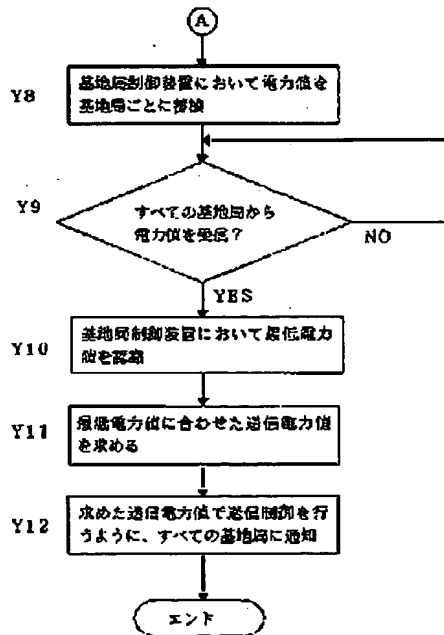 A
Y8
基地局制御装置において電力値を
基地局ごとに蓄積
Y9
すべての基地局から
電力値を受信?
NO
YES
Y10
基地局制御装置において最低電力
値を認識
Y11
最低電力値に合わせた送信電力値
を求める
Y12
求めた送信電力値で送信制御を行
うように、すべての基地局に通知
エンド